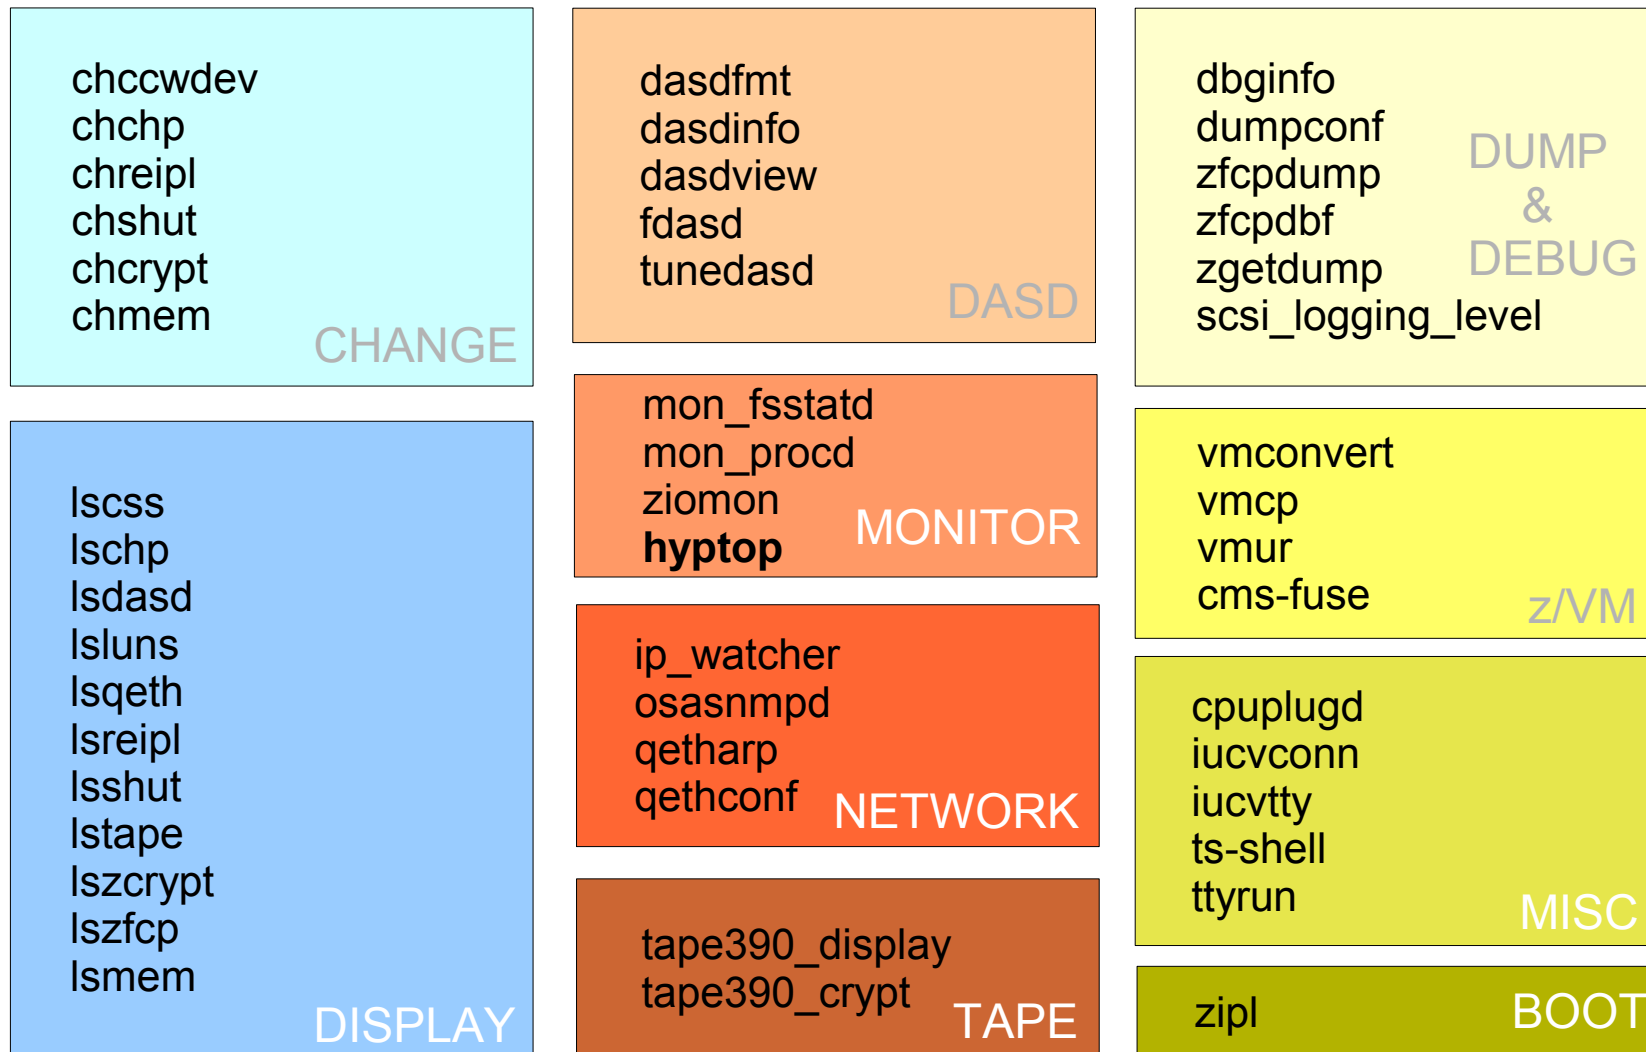 chccwdev
chchp
chreipl
chshut
chcrypt
chmem
CHANGE
lscss
lschp
lsdasd
lsluns
lsqeth
lsreipl
lsshut
lstape
lszcrypt
lszfcp
lsmem
DISPLAY
dasdfmt
dasdinfo
dasdview
fdasd
tunedasd
DASD
mon_fsstatd
mon_procd
ziomon
hyptop
MONITOR
ip_watcher
osasnmpd
qetharp
qethconf
NETWORK
tape390_display
tape390_crypt
TAPE
dbginfo
dumpconf
zfcpdump
zfcpdbf
zgetdump
scsi_logging_level
DUMP
&
DEBUG
vmconvert
vmcp
vmur
cms-fuse
z/VM
cpuplugd
iucvconn
iucvtty
ts-shell
ttyrun
MISC
zipl
BOOT